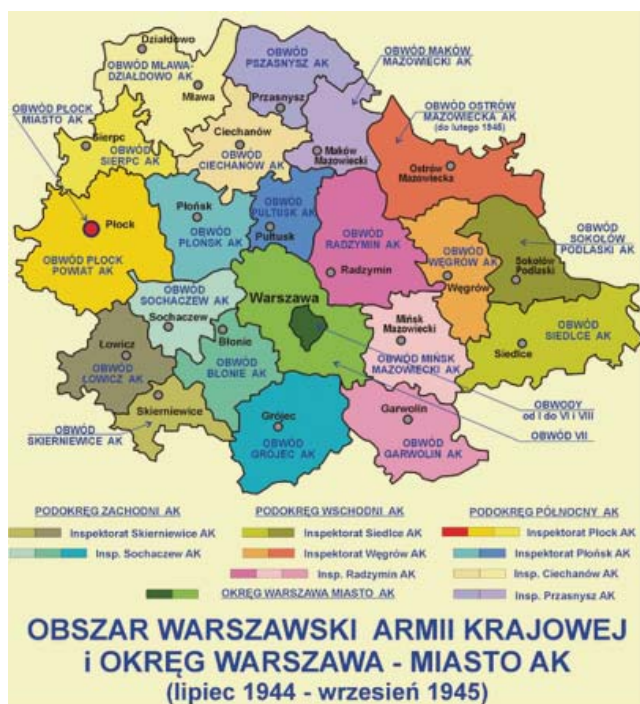 Działdowo
OBWÓD MŁAWA-
DZIAŁDOWO AK
Mława
OBWÓD
PSZASNYSZ AK
Przasnysz
OBWÓD MAKÓW
MAZOWIECKI AK
OBWÓD PŁOCK
MIASTO AK
Sierpc
OBWÓD
SIERPC AK
Ciechanów
OBWÓD
CIECHANÓW AK
Maków
Mazowiecki
OBWÓD OSTRÓW
MAZOWIECKA AK
(do lutego 1945)
Ostrów
Mazowiecka
Płock
OBWÓD PŁOCK
POWIAT AK
Płońsk
OBWÓD
PŁOŃSK AK
OBWÓD
PUŁTUSK AK
Pułtusk
OBWÓD
RADZYMIN AK
Radzymin
OBWÓD
WĘGRÓW AK
Węgrów
OBWÓD
SOKOŁÓW
PODLASKI AK
Sokołów
Podlaski
OBWÓD
SOCHACZEW AK
Sochaczew
Warszawa
Mińsk
Mazowiecki
OBWÓD MIŃSK
MAZOWIECKI AK
OBWÓD
SIEDLCE AK
Siedlce
Łowicz
OBWÓD
ŁOWICZ AK
Błonie
OBWÓD
BŁONIE AK
Skierniewice
OBWÓD
SKIERNIEWICE AK
Grójec
OBWÓD
GRÓJEC AK
Garwolin
OBWÓD
GARWOLIN AK
OBWODY
od I do VI i VIII
OBWÓD VII
PODOKRĘG ZACHODNI AK
Inspektorat Skierniewice AK
Insp. Sochaczew AK
PODOKRĘG WSCHODNI AK
Inspektorat Siedlce AK
Inspektorat Węgrów AK
Insp. Radzymin AK
OKRĘG WARSZAWA MIASTO AK
PODOKRĘG PÓŁNOCNY AK
Inspektorat Płock AK
Inspektorat Płońsk AK
Insp. Ciechanów AK
Insp. Przasnysz AK
OBSZAR WARSZAWSKI ARMII KRAJOWEJ
i OKRĘG WARSZAWA - MIASTO AK
(lipiec 1944 - wrzesień 1945)